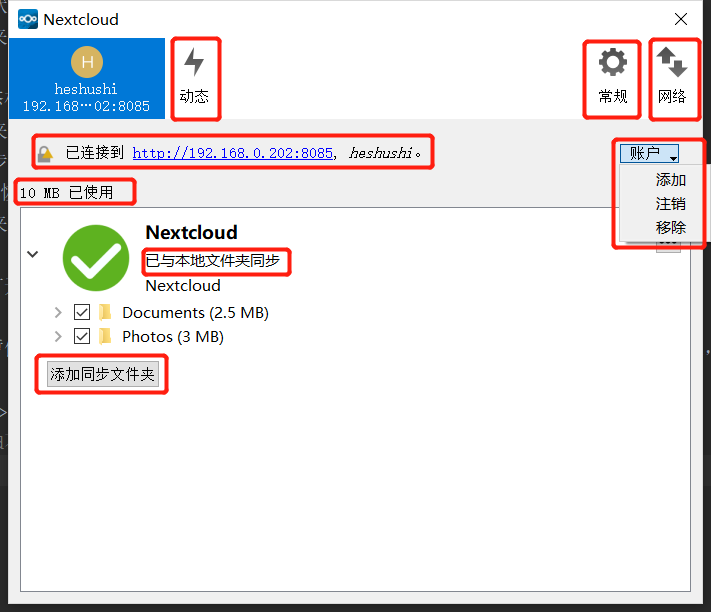 Nextcloud
H
heshushi
192.168…02:8085
动态
常规
网络
已连接到 http://192.168.0.202:8085, heshushi。
账户
添加
注销
移除
10 MB 已使用
Nextcloud
已与本地文件夹同步
Nextcloud
Documents (2.5 MB)
Photos (3 MB)
添加同步文件夹